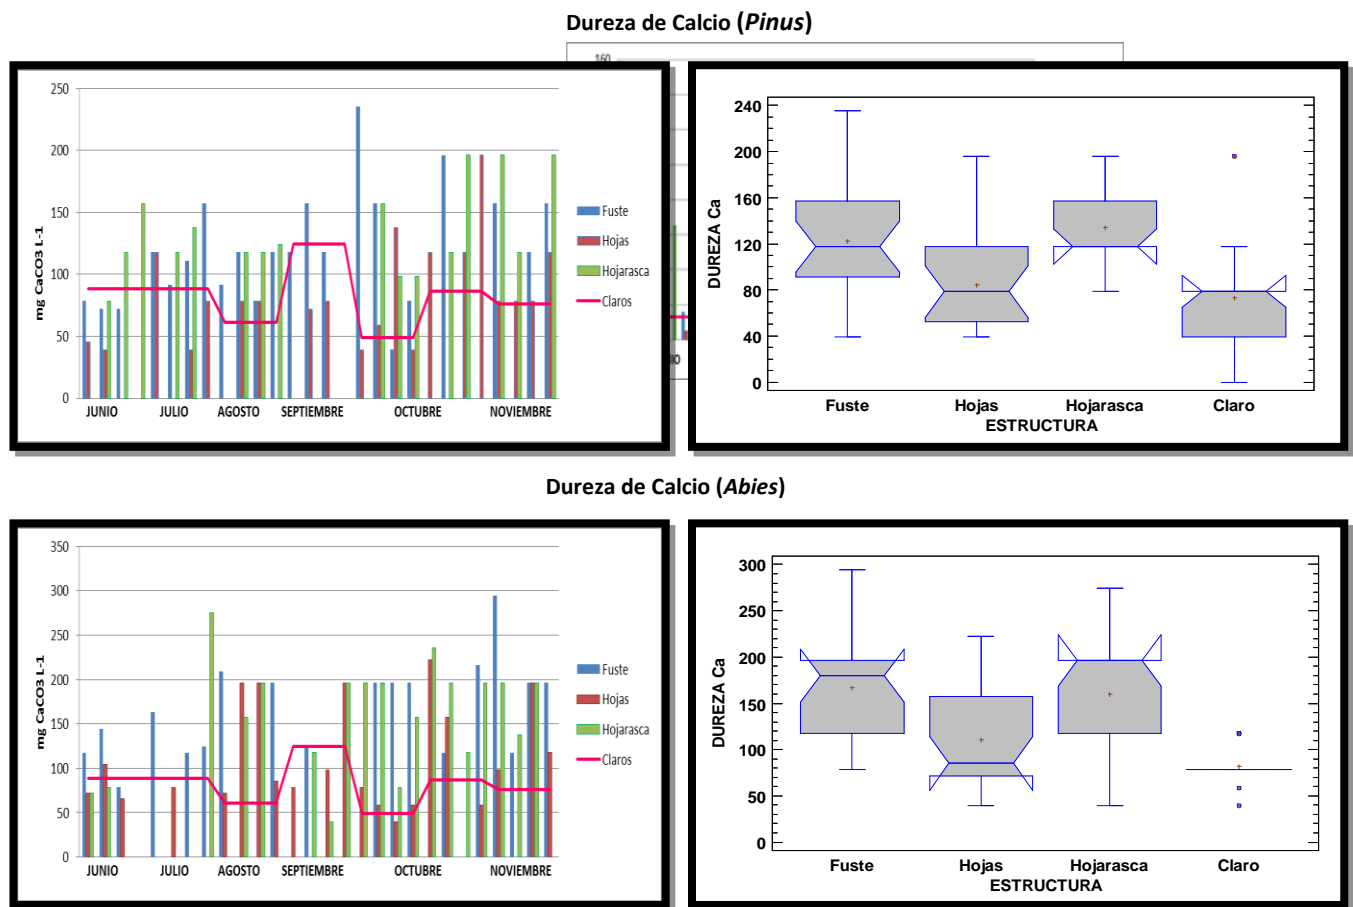 Dureza de Calcio (Pinus)
160
250
200
150
100
50
0
mg CaCO3 L-1
JUNIO
JULIO
AGOSTO
SEPTIEMBRE
OCTUBRE
NOVIEMBRE
Fuste
Hojas
Hojarasca
Claros
240
200
160
120
80
40
0
DUREZA Ca
Fuste
Hojas
Hojarasca
Claro
ESTRUCTURA
Dureza de Calcio (Abies)
350
300
250
200
150
100
50
0
mg CaCO3 L-1
JUNIO
JULIO
AGOSTO
SEPTIEMBRE
OCTUBRE
NOVIEMBRE
Fuste
Hojas
Hojarasca
Claros
300
250
200
150
100
50
0
DUREZA Ca
Fuste
Hojas
Hojarasca
Claro
ESTRUCTURA